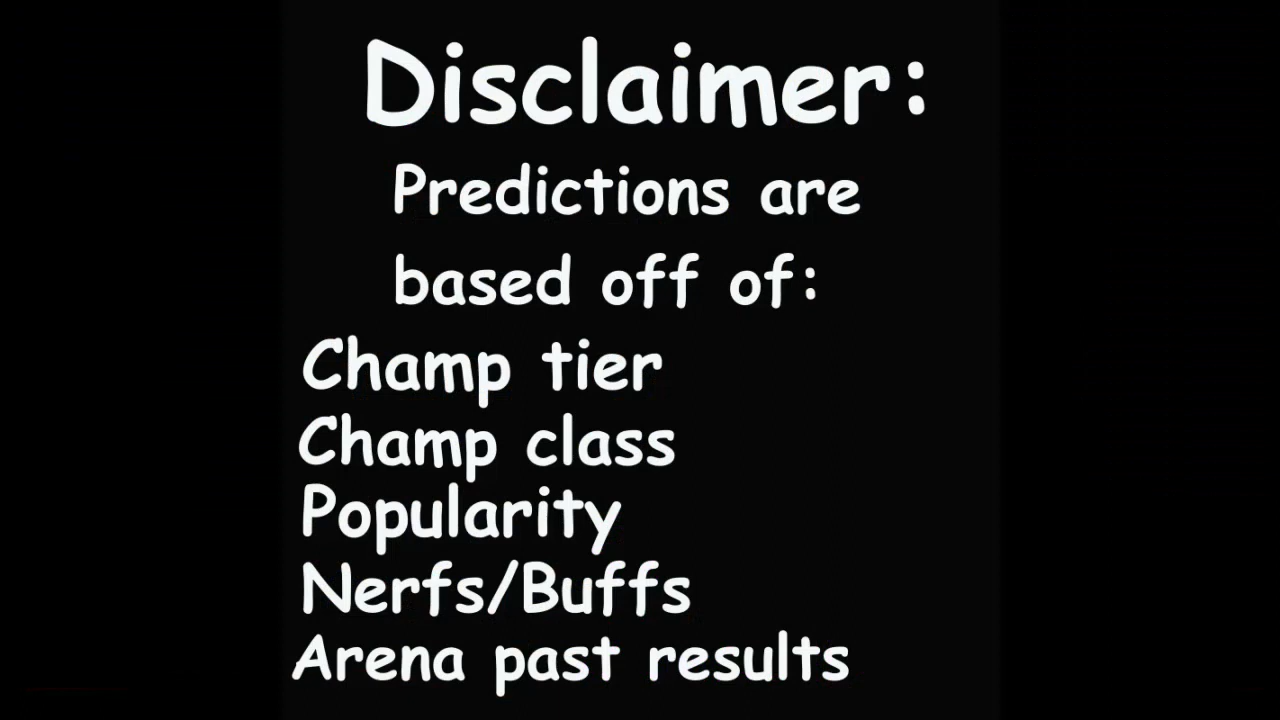 Disclaimer:
Predictions are
based off of:
Champ tier
Champ class
Popularity
Nerfs/Buffs
Arena past results